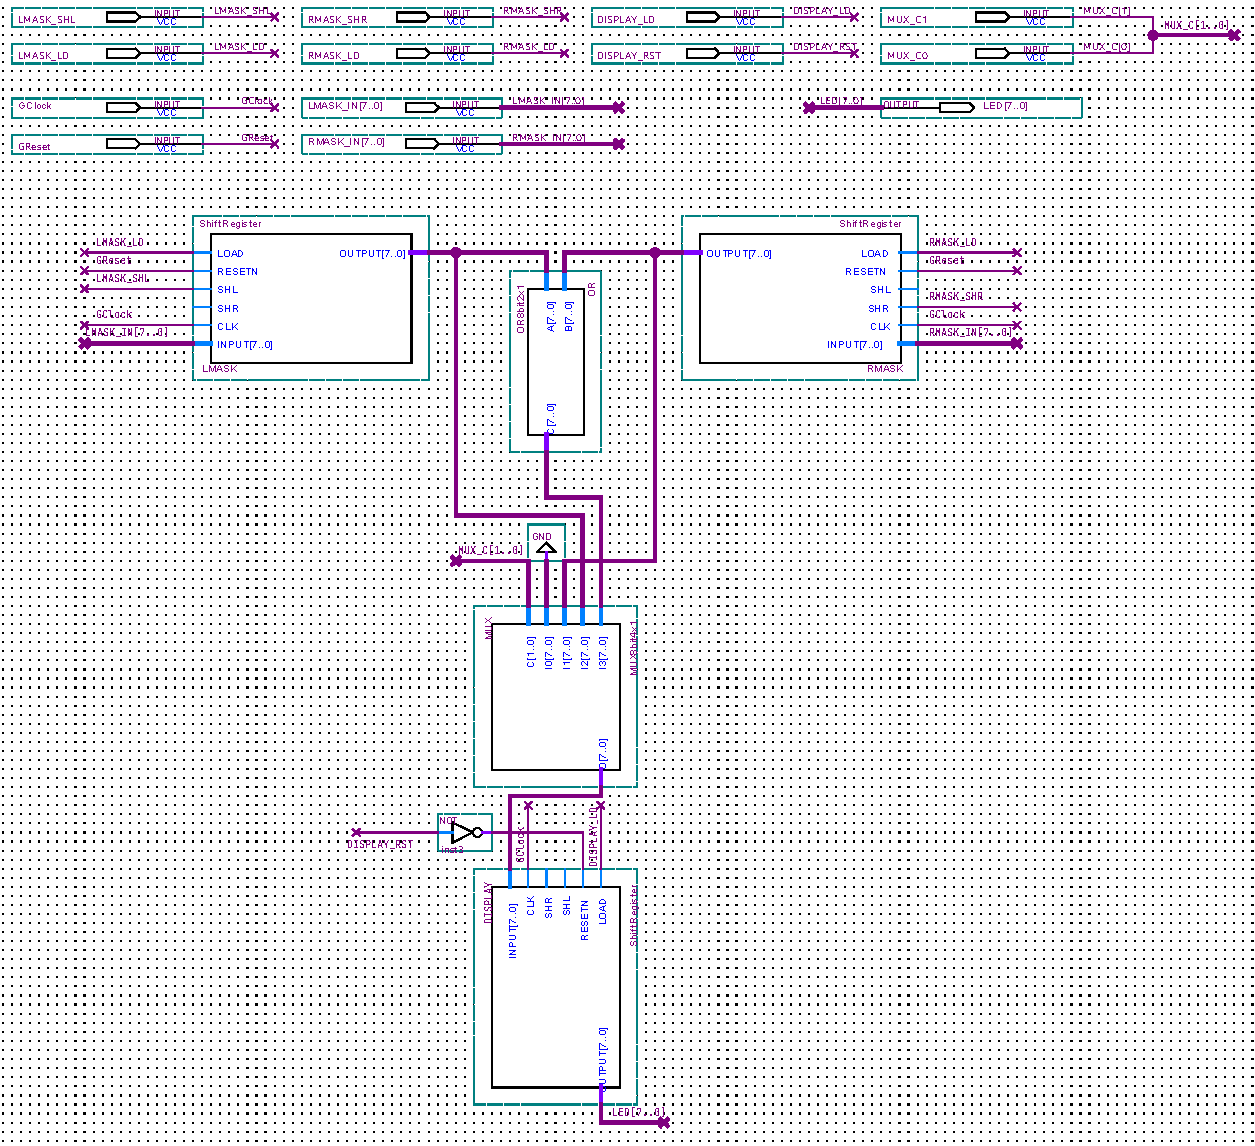 LMASK_SHL INPUT VCC LMASK_SHL
RMASK_SHR INPUT VCC RMASK_SHR
DISPLAY_LD INPUT VCC DISPLAY_LD
MUX_C1 INPUT VCC MUX_C[1]
MUX_C[1..0]
LMASK_LD INPUT VCC LMASK_LD
RMASK_LD INPUT VCC RMASK_LD
DISPLAY_RST INPUT VCC DISPLAY_RST
MUX_C0 INPUT VCC MUX_C[0]
GClock INPUT VCC GClock
LMASK_IN[7..0] INPUT VCC LMASK_IN[7..0]
LED[7..0] OUTPUT LED[7..0]
GReset INPUT VCC GReset
RMASK_IN[7..0] INPUT VCC RMASK_IN[7..0]
ShiftRegister
LMASK_LD LOAD OUTPUT[7..0]
GReset RESETN
LMASK_SHL SHL
SHR
GClock CLK
LMASK_IN[7..0] INPUT[7..0]
LMASK
OR8bit2x1
OR
A[7..0]
B[7..0]
C[7..0]
ShiftRegister
OUTPUT[7..0] LOAD RMASK_LD
RESETN GReset
SHL
SHR RMASK_SHR
CLK GClock
INPUT[7..0] RMASK_IN[7..0]
RMASK
GND
MUX_C[1..0]
MUX
MUX8bit4x1
C[1..0]
I0[7..0]
I1[7..0]
I2[7..0]
I3[7..0]
O[7..0]
NOT
inst3
DISPLAY_RST
GClock
DISPLAY_LD
DISPLAY
ShiftRegister
INPUT[7..0]
CLK
SHR
SHL
RESETN
LOAD
OUTPUT[7..0]
LED[7..0]